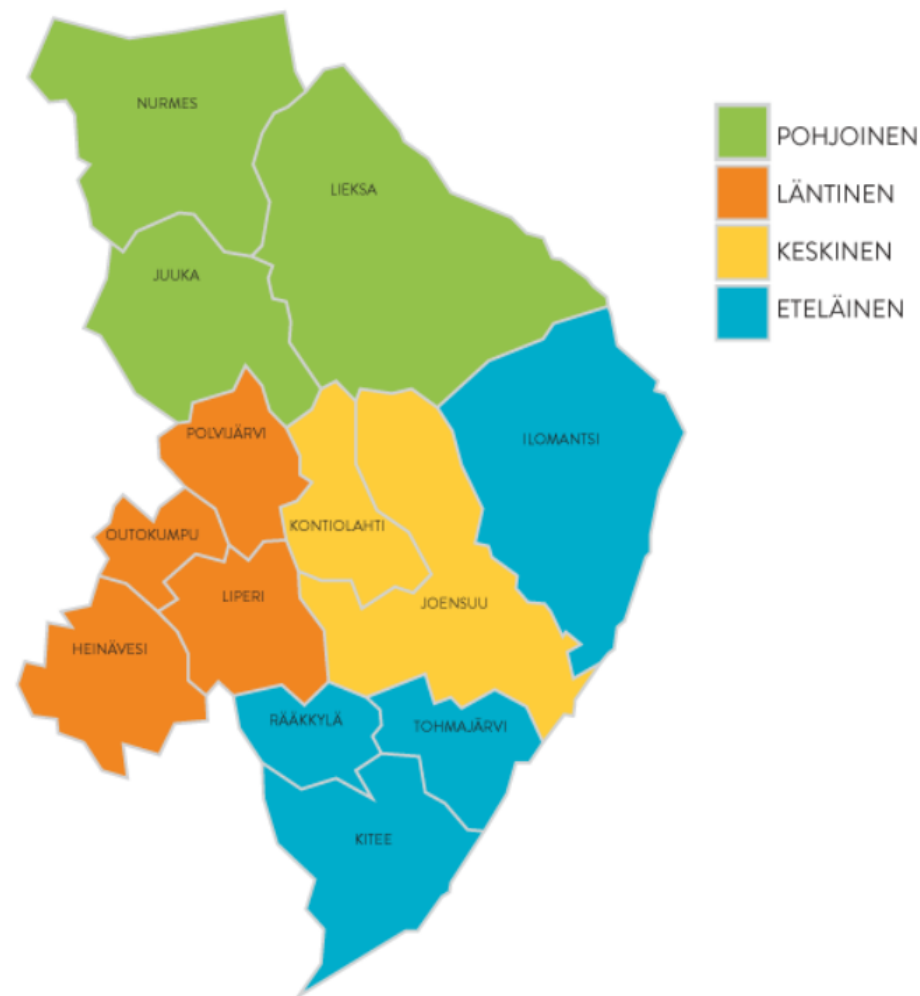 NURMES
LIEKSA
JUUKA
POLVIJÄRVI
ILOMANTSI
OUTOKUMPU
KONTIOLAHTI
LIPERI
JOENSUU
HEINÄVESI
RÄÄKKYLÄ
TOHMAJÄRVI
KITEE
POHJOINEN
LÄNTINEN
KESKINEN
ETELÄINEN